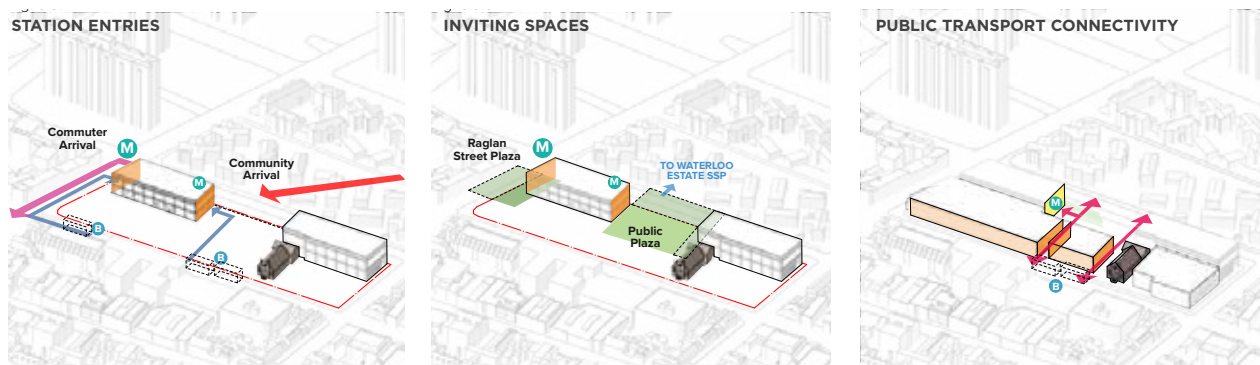 STATION ENTRIES
Commuter
Arrival
M
M
Community
Arrival
B
B
INVITING SPACES
Raglan
Street Plaza
M
M
TO WATERLOO
ESTATE SSP
Public
Plaza
PUBLIC TRANSPORT CONNECTIVITY
M
B